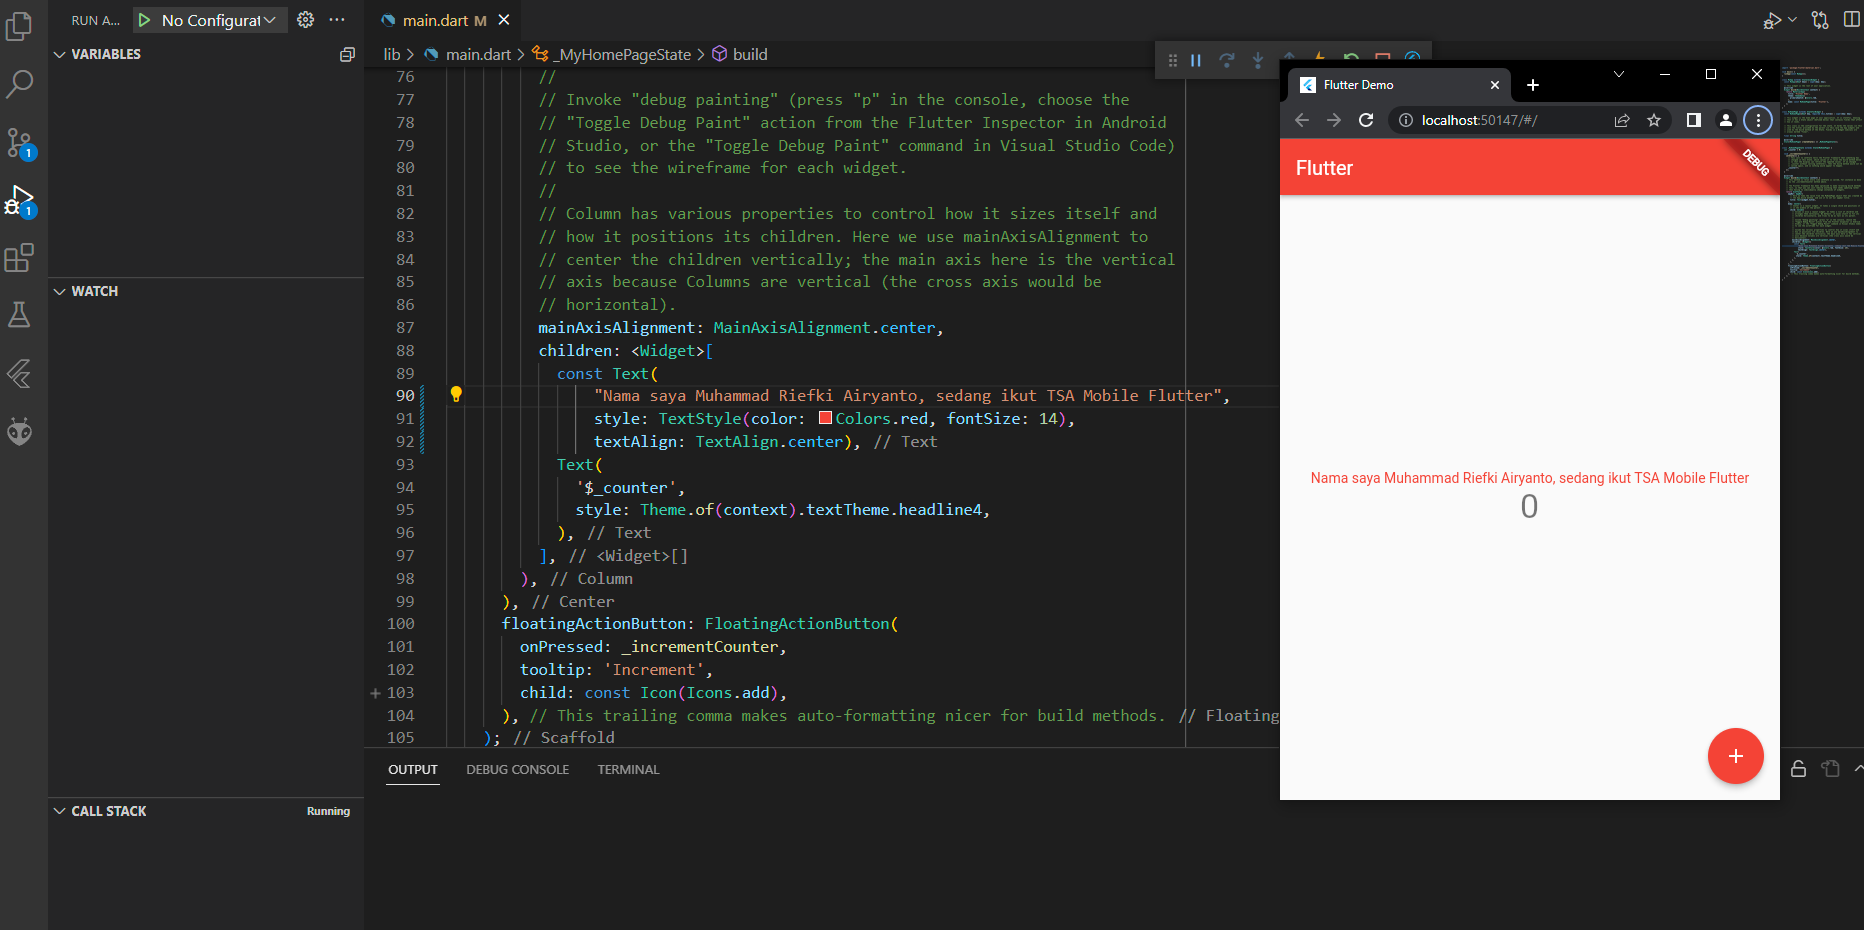 RUN A...
No Configurat
VARIABLES
WATCH
CALL STACK
Running
1
1
main.dart M
lib > main.dart > _MyHomePageState > build
76 //
77 // Invoke "debug painting" (press "p" in the console, choose the
78 // "Toggle Debug Paint" action from the Flutter Inspector in Android
79 // Studio, or the "Toggle Debug Paint" command in Visual Studio Code)
80 // to see the wireframe for each widget.
81 //
82 // Column has various properties to control how it sizes itself and
83 // how it positions its children. Here we use mainAxisAlignment to
84 // center the children vertically; the main axis here is the vertical
85 // axis because Columns are vertical (the cross axis would be
86 // horizontal).
87 mainAxisAlignment: MainAxisAlignment.center,
88 children: <Widget>[
89 const Text(
90 "Nama saya Muhammad Riefki Airyanto, sedang ikut TSA Mobile Flutter",
91 style: TextStyle(color: Colors.red, fontSize: 14),
92 textAlign: TextAlign.center), // Text
93 Text(
94 '$_counter',
95 style: Theme.of(context).textTheme.headline4,
96 ), // Text
97 ], // <Widget>[]
98 ), // Column
99 ), // Center
100 floatingActionButton: FloatingActionButton(
101 onPressed: _incrementCounter,
102 tooltip: 'Increment',
103 child: const Icon(Icons.add),
104 ), // This trailing comma makes auto-formatting nicer for build methods. // Floating
105 ); // Scaffold
OUTPUT DEBUG CONSOLE TERMINAL
Flutter Demo
localhost:50147/#/
Flutter
DEBUG
Nama saya Muhammad Riefki Airyanto, sedang ikut TSA Mobile Flutter
0